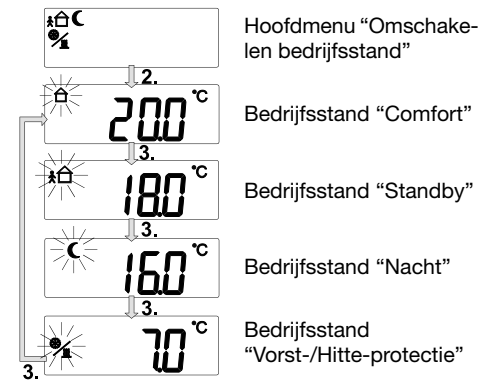 Hoofdmenu “Omschake-
len bedrijfsstand”
2.
20.0 °C
Bedrijfsstand “Comfort”
3.
18.0 °C
Bedrijfsstand “Standby”
3.
16.0 °C
Bedrijfsstand “Nacht”
3.
7.0 °C
Bedrijfsstand
“Vorst-/Hitte-protectie”
3.